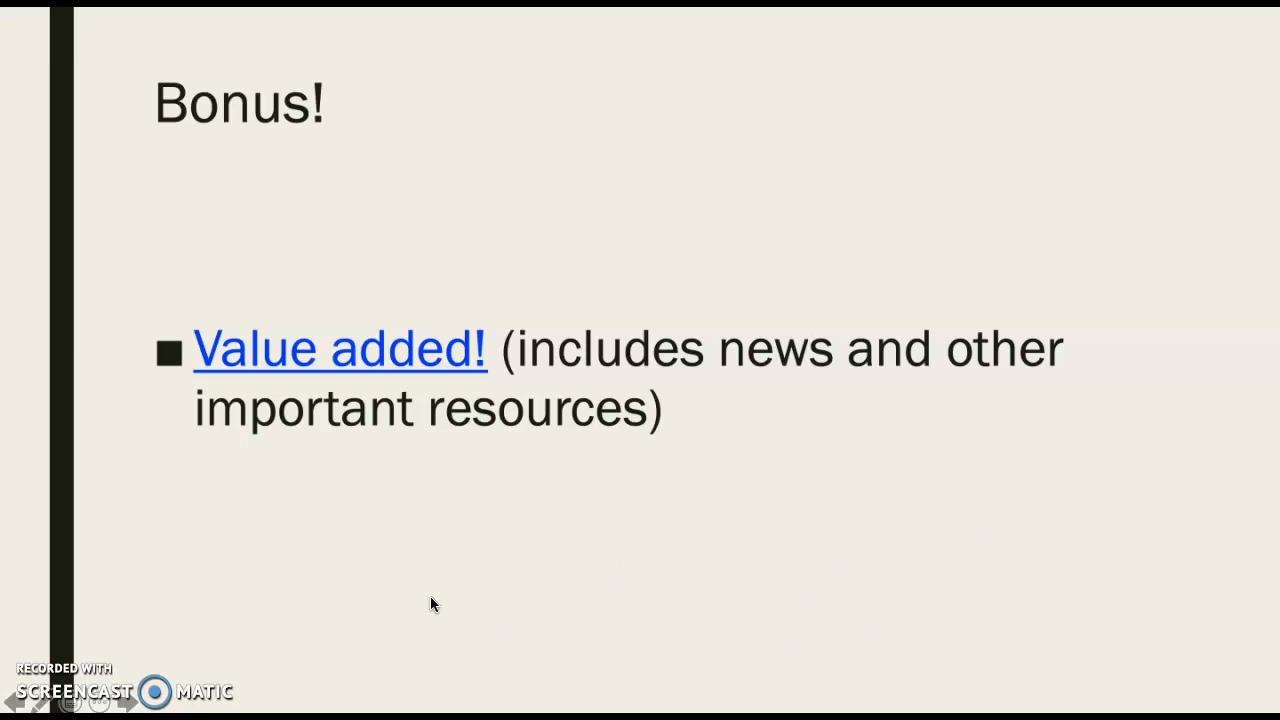 Bonus!
■ Value added! (includes news and other
important resources)
RECORDED WITH
SCREENCAST MATIC